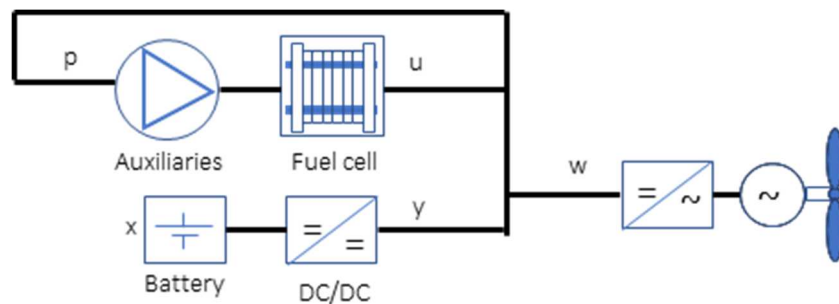 p
u
Auxiliaries
Fuel cell
w
=
~
~
x
y
=
=
Battery
DC/DC